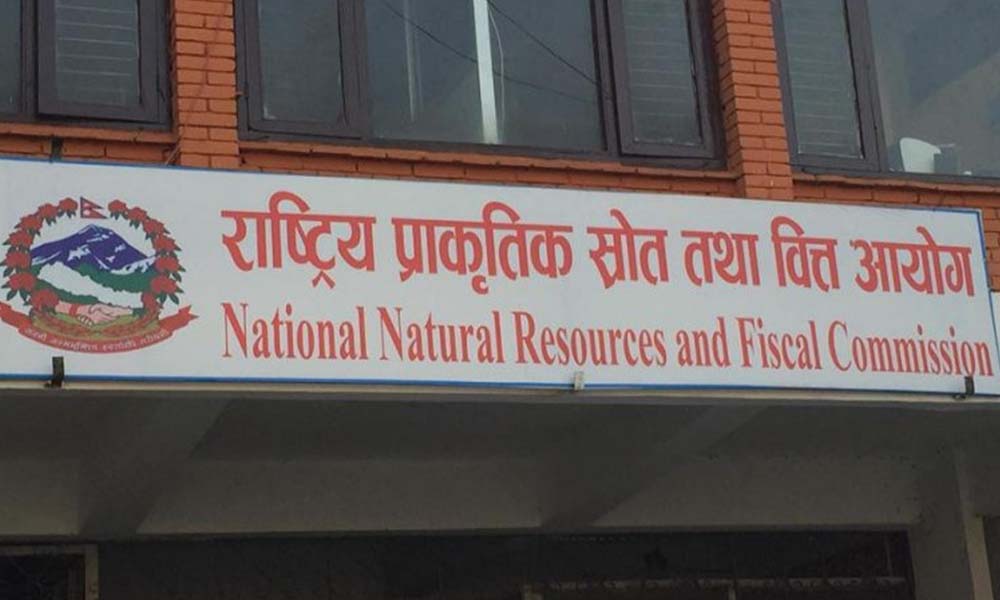 राष्ट्रिय प्राकृतिक स्रोत तथा वित्त आयोग
National Natural Resources and Fiscal Commission